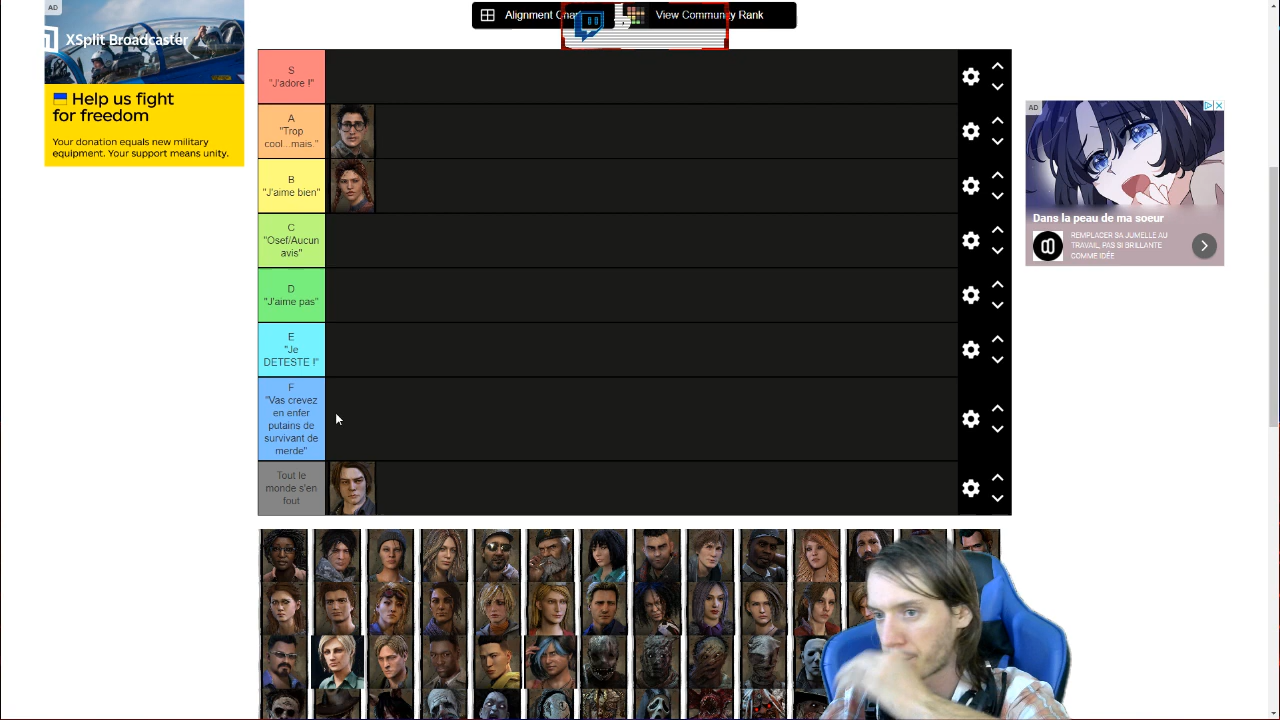 AD
XSplit Broadcaster
Help us fight
for freedom
Your donation equals new military
equipment. Your support means unity.
Alignment Cha
View Community Rank
S
"J'adore !"
A
"Trop
cool...mais "
B
"J'aime bien"
C
"Osef/Aucun
avis"
D
"J'aime pas"
E
"Je
DETESTE !"
F
"Vas crevez
en enfer
putains de
survivant de
merde"
Tout le
monde s'en
fout
AD
Dans la peau de ma soeur
REMPLACER SA JUMELLE AU
TRAVAIL, PAS SI BRILLANTE
COMME IDÉE